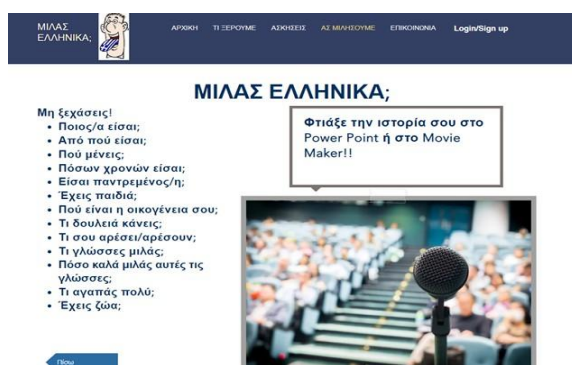 ΜΙΛΑΣ
ΕΛΛΗΝΙΚΑ;
ΑΡΧΙΚΗ
ΤΙ ΞΕΡΟΥΜΕ
ΑΣΚΗΣΕΙΣ
ΑΣ ΜΙΛΗΣΟΥΜΕ
ΕΠΙΚΟΙΝΩΝΙΑ
Login/Sign up
ΜΙΛΑΣ ΕΛΛΗΝΙΚΑ;
Μη ξεχάσεις!
• Ποιος/α είσαι;
• Από πού είσαι;
• Πού μένεις;
• Πόσων χρονών είσαι;
• Είσαι παντρεμένος/η;
• Έχεις παιδιά;
• Πού είναι η οικογένεια σου;
• Τι δουλειά κάνεις;
• Τι σου αρέσει/αρέσουν;
• Τι γλώσσες μιλάς;
• Πόσο καλά μιλάς αυτές τις
γλώσσες;
• Τι αγαπάς πολύ;
• Έχεις ζώα;
Φτιάξε την ιστορία σου στο
Power Point ή στο Movie
Maker!!
Πίσω